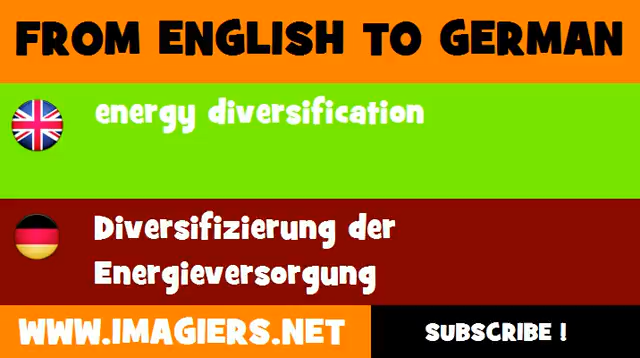 FROM ENGLISH TO GERMAN
energy diversification
Diversifizierung der
Energieversorgung
WWW.IMAGIERS.NET
SUBSCRIBE !